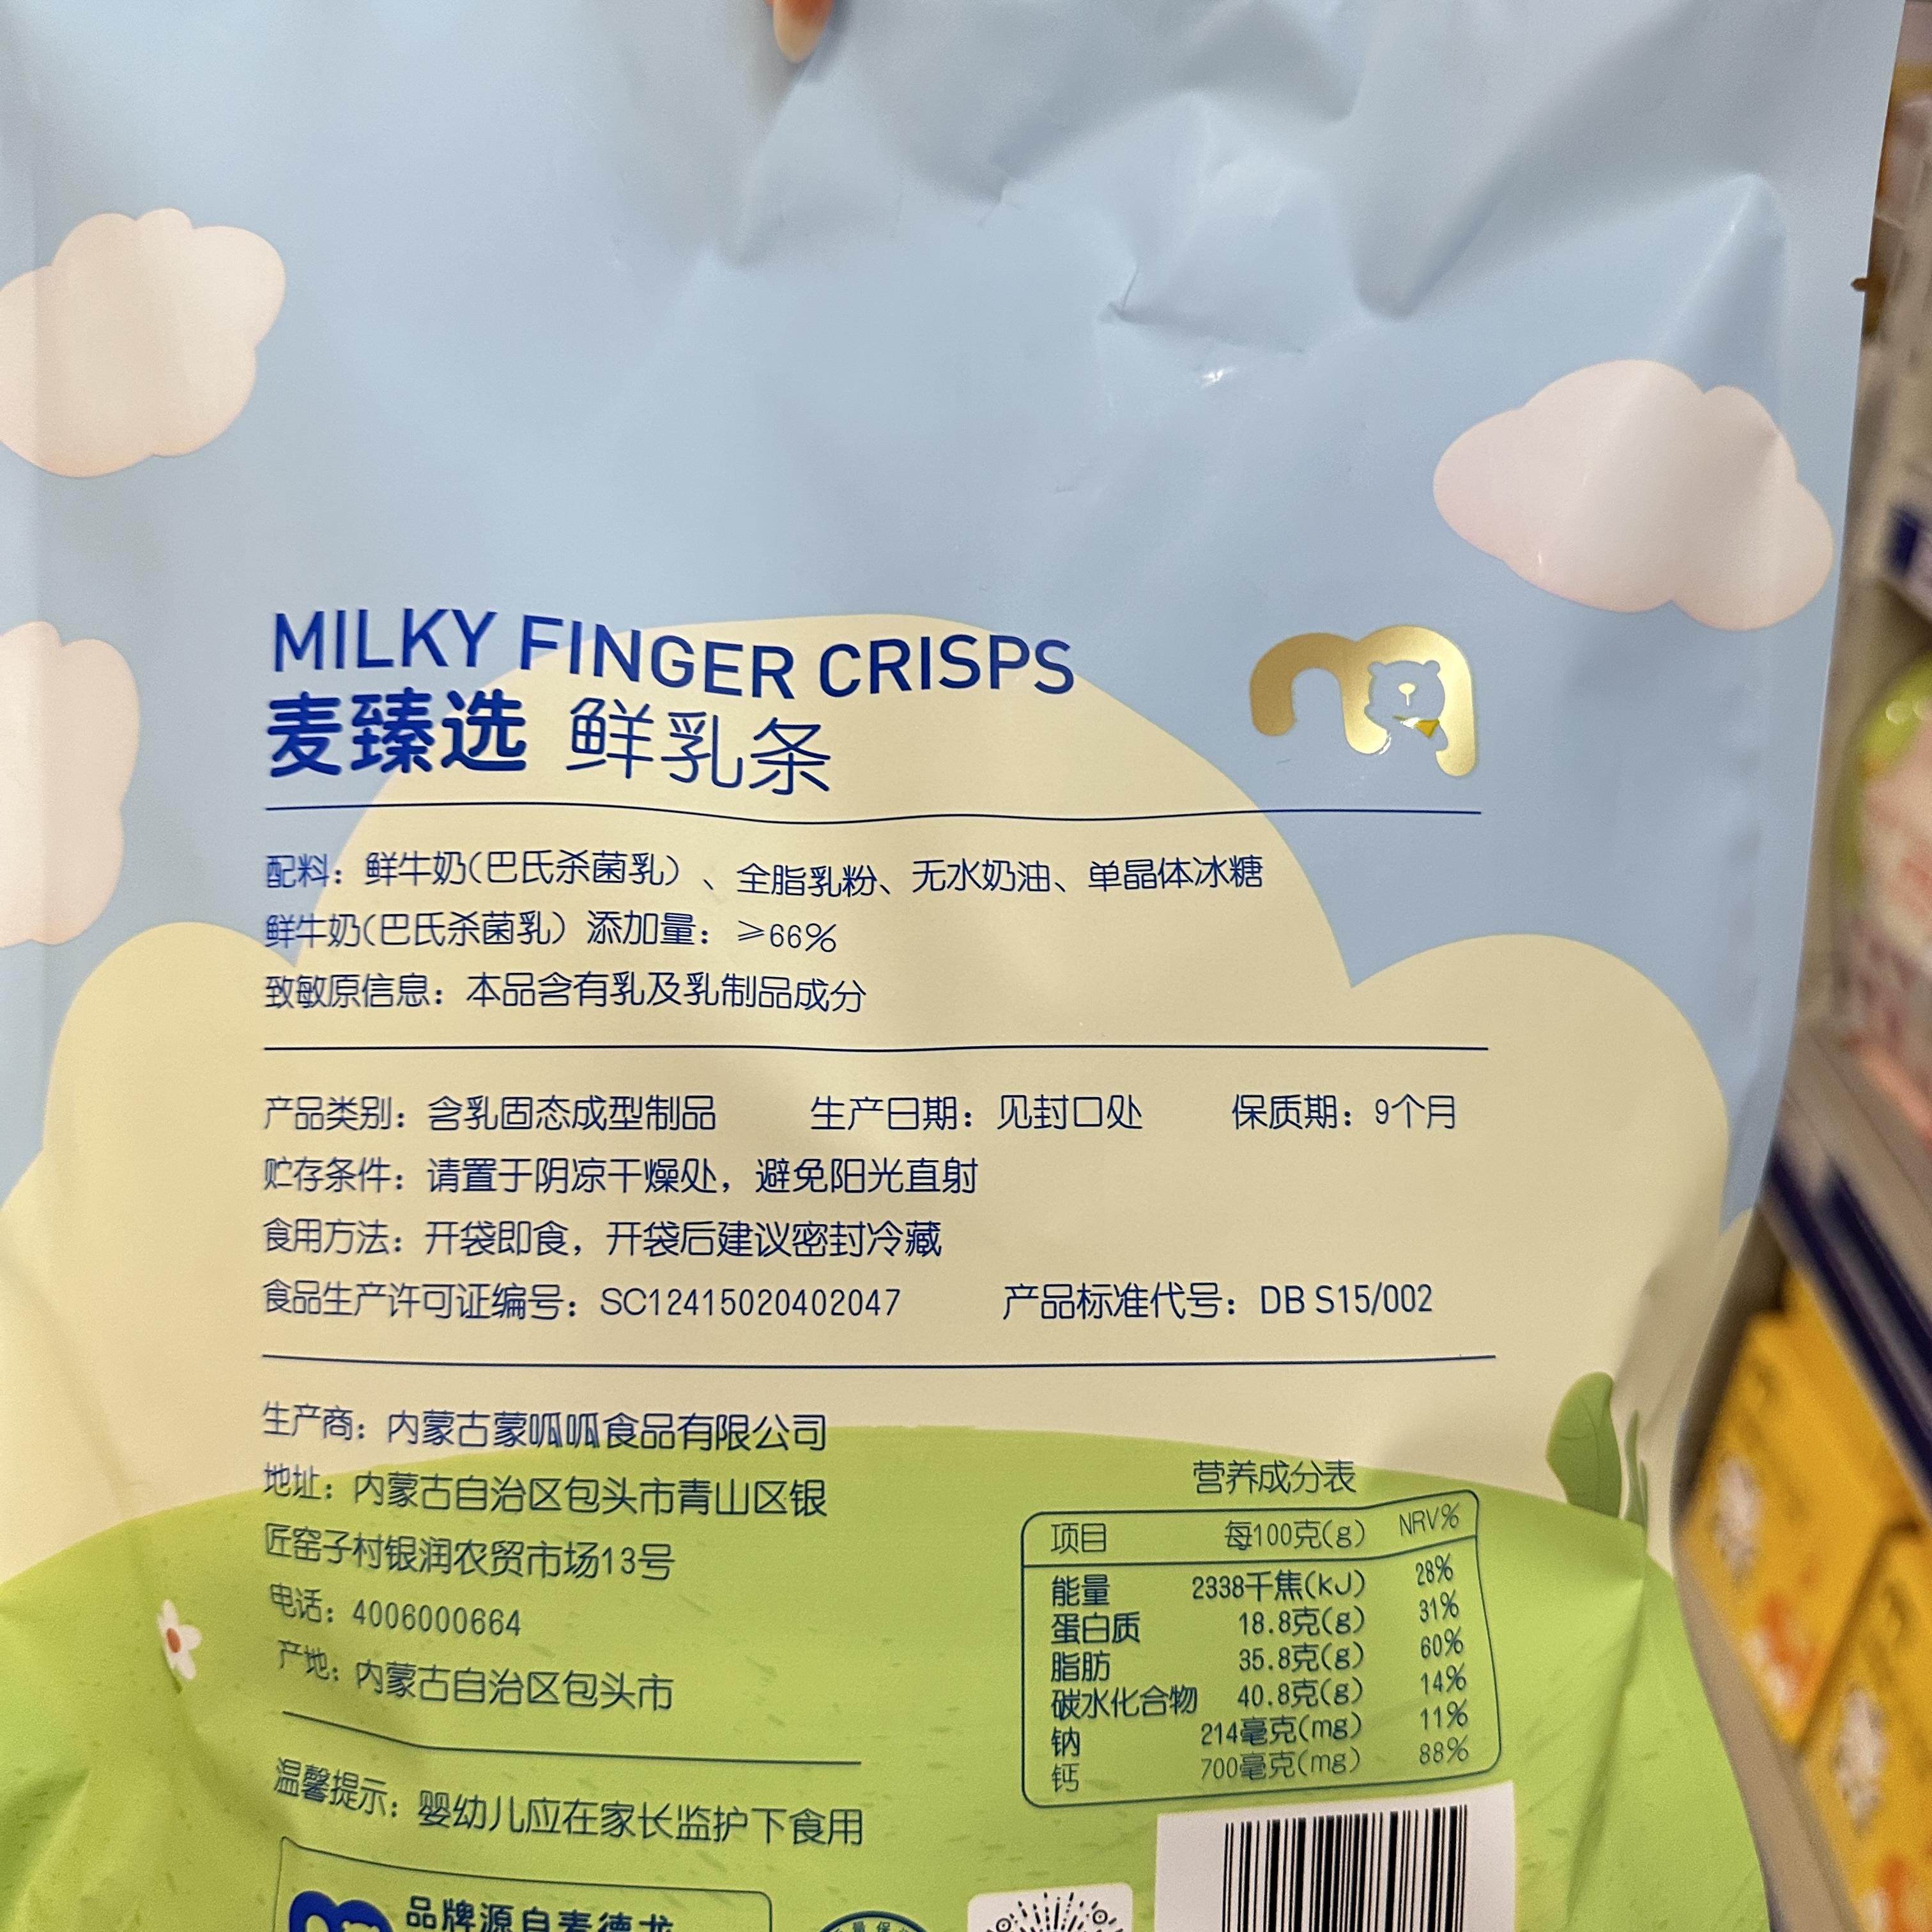 MILKY FINGER CRISPS
麦臻选 鲜乳条
配料：鲜牛奶（巴氏杀菌乳）、全脂乳粉、无水奶油、单晶体冰糖
鲜牛奶（巴氏杀菌乳）添加量：≥66%
致敏原信息：本品含有乳及乳制品成分
产品类别：含乳固态成型制品 生产日期：见封口处 保质期：9个月
贮存条件：请置于阴凉干燥处，避免阳光直射
食用方法：开袋即食，开袋后建议密封冷藏
食品生产许可证编号：SC12415020402047 产品标准代号：DB S15/002
生产商：内蒙古蒙呱呱食品有限公司
地址：内蒙古自治区包头市青山区银
匠窑子村银润农贸市场13号
电话：4006000664
产地：内蒙古自治区包头市
温馨提示：婴幼儿应在家长监护下食用
营养成分表
项目 每100克(g) NRV%
能量 2338千焦(kJ) 28%
蛋白质 18.8克(g) 31%
脂肪 35.8克(g) 60%
碳水化合物 40.8克(g) 14%
钠 214毫克(mg) 11%
钙 700毫克(mg) 88%
品牌源自麦德龙